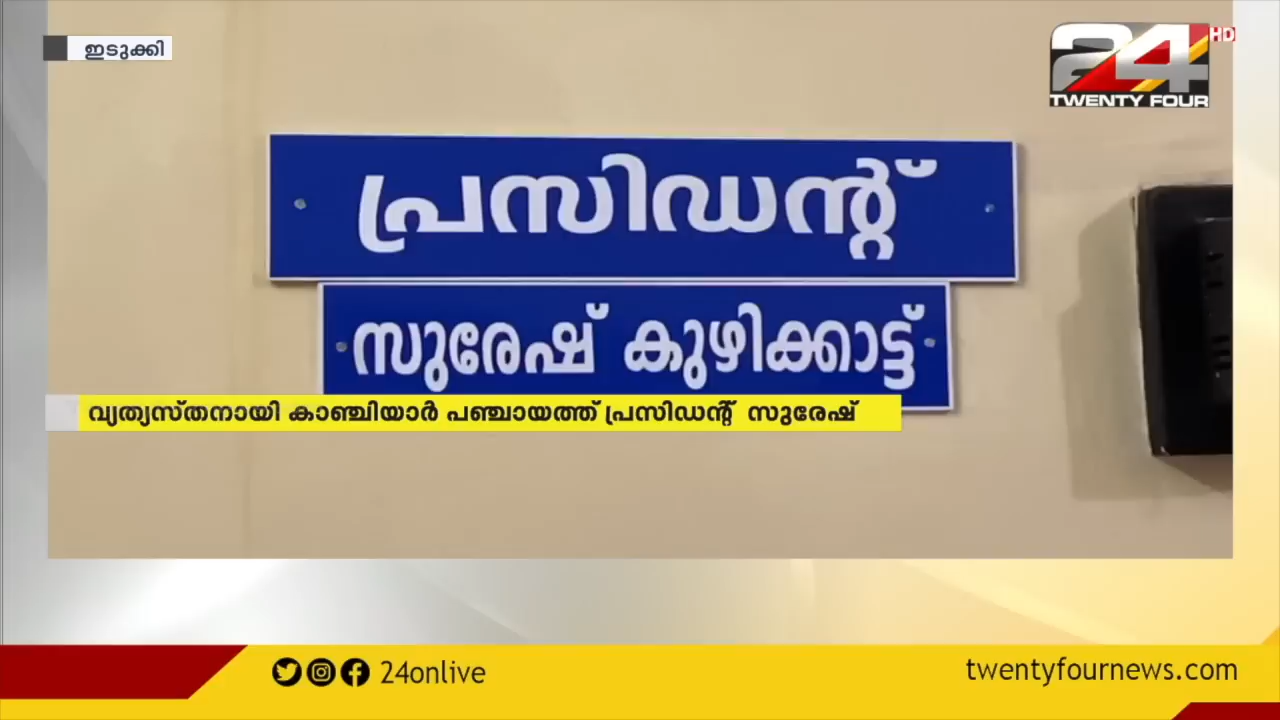 ഇടുക്കി
24 HD
TWENTY FOUR
പ്രസിഡന്റ്
സുരേഷ് കുഴിക്കാട്ട്
വ്യത്യസ്തനായി കാഞ്ചിയാർ പഞ്ചായത്ത് പ്രസിഡന്റ് സുരേഷ്
24onlive
twentyfournews.com